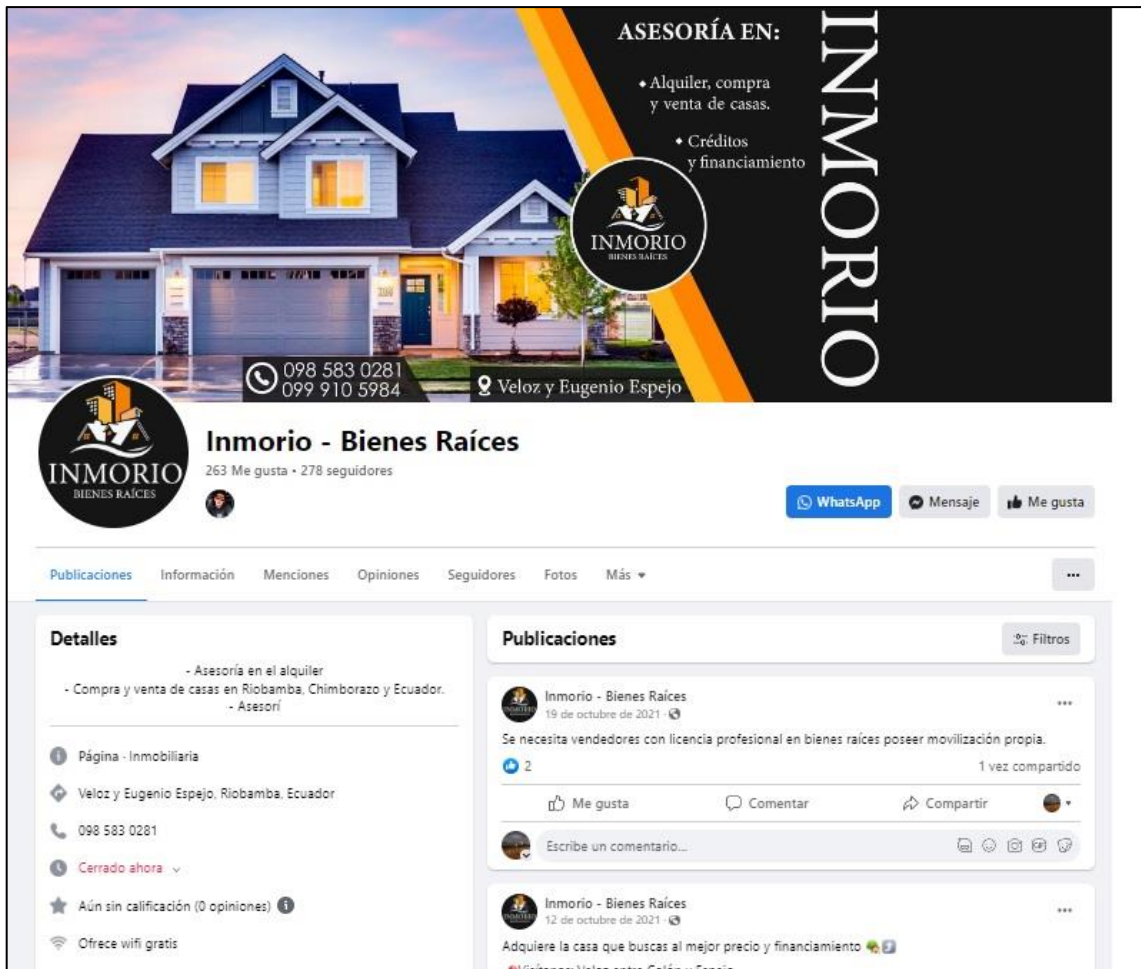 ASESORÍA EN:
Alquiler, compra
y venta de casas.
Créditos
y financiamiento
INMORIO
INMORIO
BIENES RAÍCES
098 583 0281
099 910 5984
Veloz y Eugenio Espejo
INMORIO
BIENES RAÍCES
Inmorio - Bienes Raíces
263 Me gusta • 278 seguidores
WhatsApp
Mensaje
Me gusta
Publicaciones Información Menciones Opiniones Seguidores Fotos Más
Detalles
- Asesoría en el alquiler
- Compra y venta de casas en Riobamba, Chimborazo y Ecuador.
- Asesorí
Página · Inmobiliaria
Veloz y Eugenio Espejo, Riobamba, Ecuador
098 583 0281
Cerrado ahora
Aún sin calificación (0 opiniones)
Ofrece wifi gratis
Publicaciones
Filtros
Inmorio - Bienes Raíces
19 de octubre de 2021 ·
Se necesita vendedores con licencia profesional en bienes raíces poseer movilización propia.
2
1 vez compartido
Me gusta Comentar Compartir
Escribe un comentario...
Inmorio - Bienes Raíces
12 de octubre de 2021 ·
Adquiere la casa que buscas al mejor precio y financiamiento
Visítanos: Veloz entre Colón y Espejo